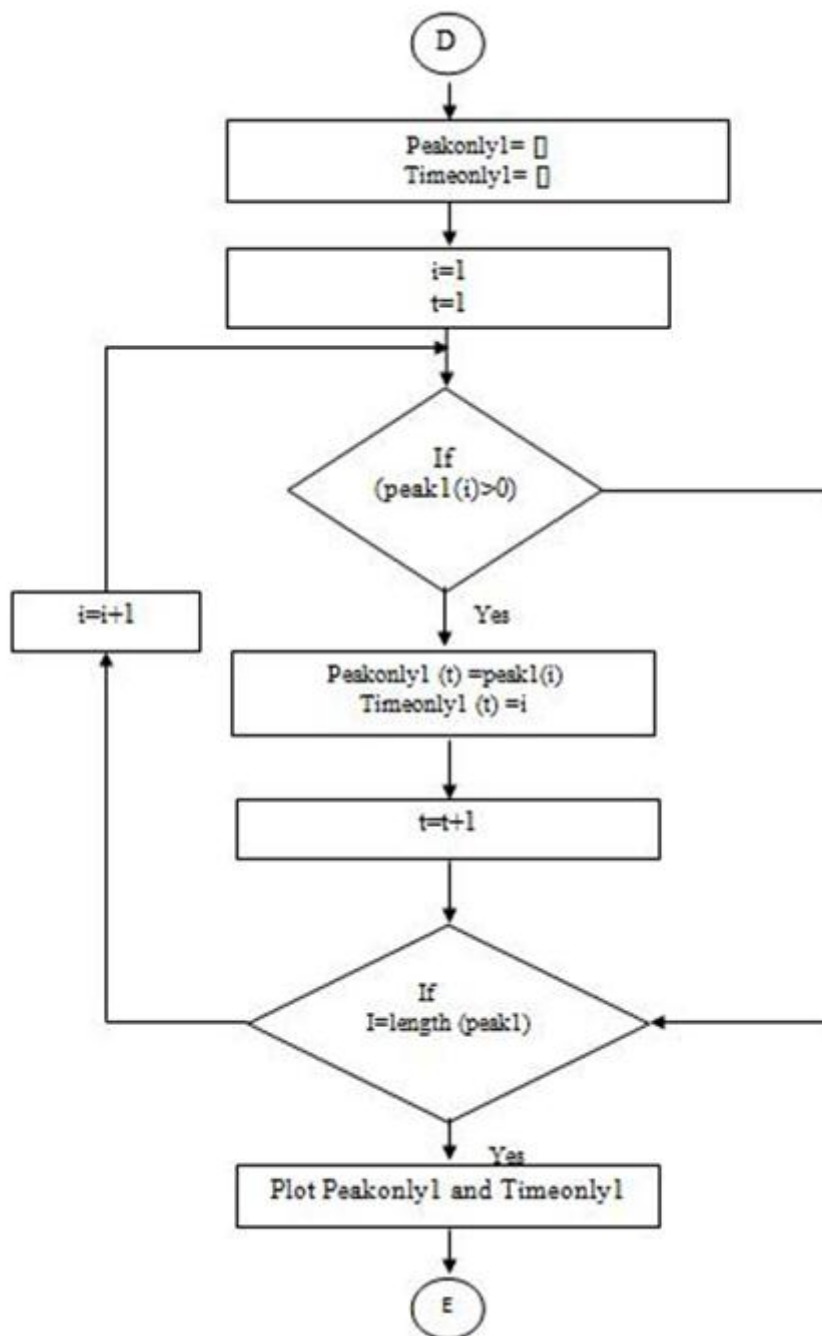 D
Peakonly1= []
Timeonly1= []
i=1
t=1
If
(peak1(i)>0)
i=i+1
Yes
Peakonly1 (t) =peak1(i)
Timeonly1 (t) =i
t=t+1
If
I=length (peak1)
Yes
Plot Peakonly1 and Timeonly1
E